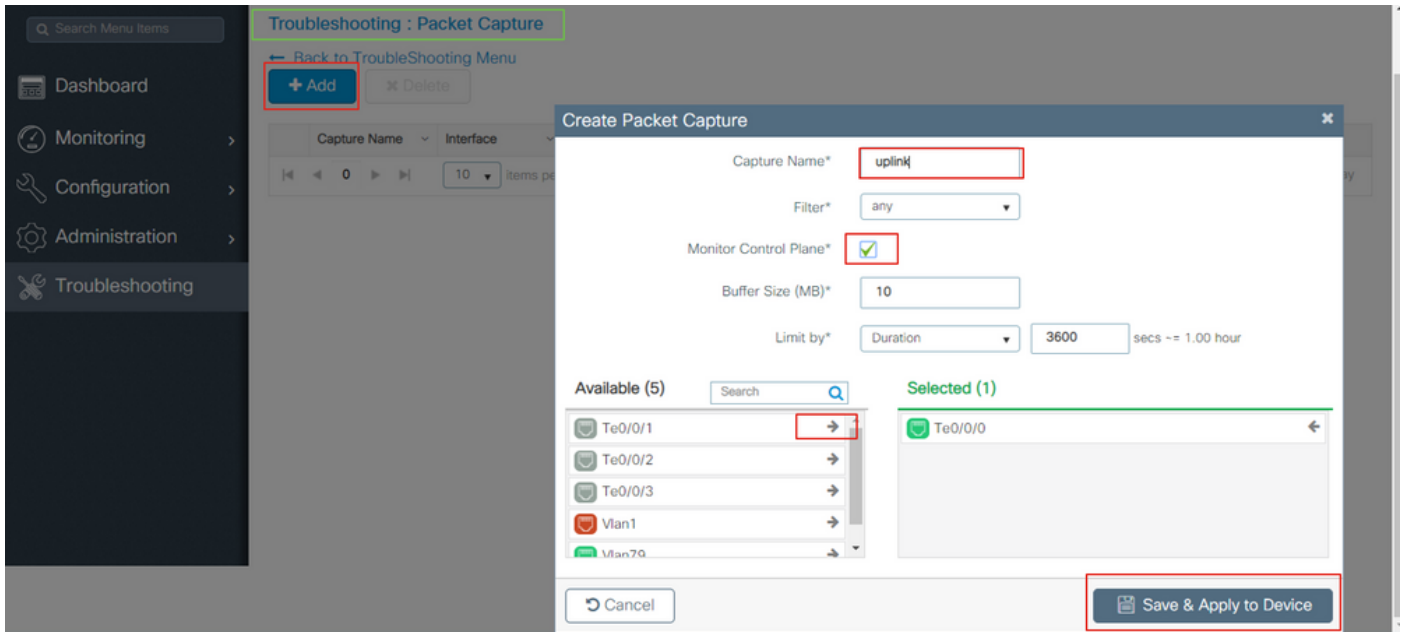 Search Menu Items
Dashboard
Monitoring
Configuration
Administration
Troubleshooting
Troubleshooting : Packet Capture
← Back to TroubleShooting Menu
+ Add
✖ Delete
Capture Name
Interface
0
10
items pe
ay
Create Packet Capture
Capture Name*
uplink
Filter*
any
Monitor Control Plane*
Buffer Size (MB)*
10
Limit by*
Duration
3600
secs ~= 1.00 hour
Available (5)
Search
Te0/0/1
Te0/0/2
Te0/0/3
Vlan1
Vlan79
Selected (1)
Te0/0/0
Cancel
Save & Apply to Device